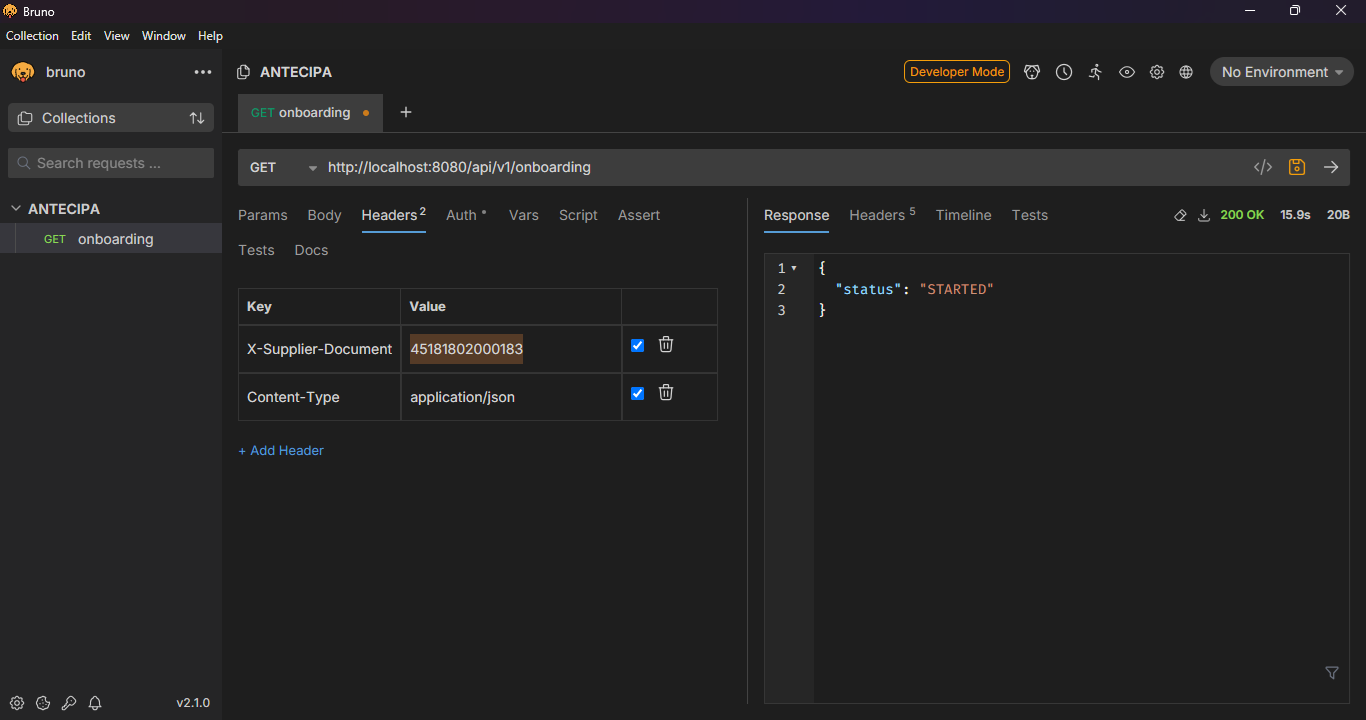 Bruno
Collection Edit View Window Help
bruno
ANTECIPA
Developer Mode
No Environment
Collections
GET onboarding
Search requests ...
GET http://localhost:8080/api/v1/onboarding
ANTECIPA
GET onboarding
Params Body Headers 2 Auth Vars Script Assert
Tests Docs
Key Value
X-Supplier-Document 45181802000183
Content-Type application/json
+ Add Header
Response Headers 5 Timeline Tests
200 OK 15.9s 20B
1 {
2 "status": "STARTED"
3 }
v2.1.0